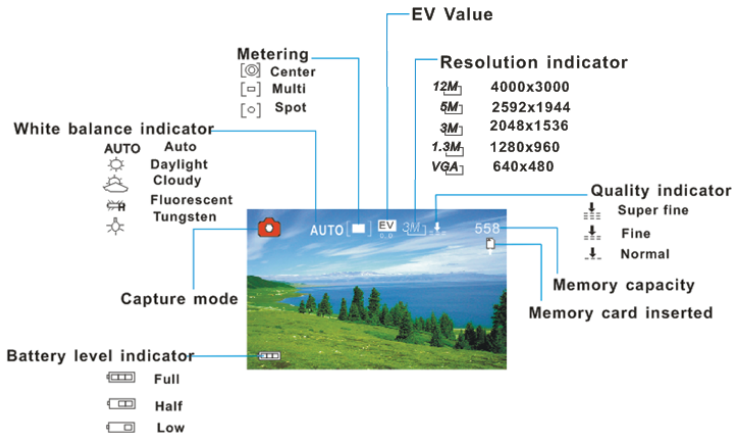 EV Value
Metering
Center
Multi
Spot
Resolution indicator
12M 4000x3000
5M 2592x1944
3M 2048x1536
1.3M 1280x960
VGA 640x480
White balance indicator
AUTO Auto
Daylight
Cloudy
Fluorescent
Tungsten
Quality indicator
Super fine
Fine
Normal
AUTO EV 3M 558
0.0
Capture mode
Memory capacity
Memory card inserted
Battery level indicator
Full
Half
Low